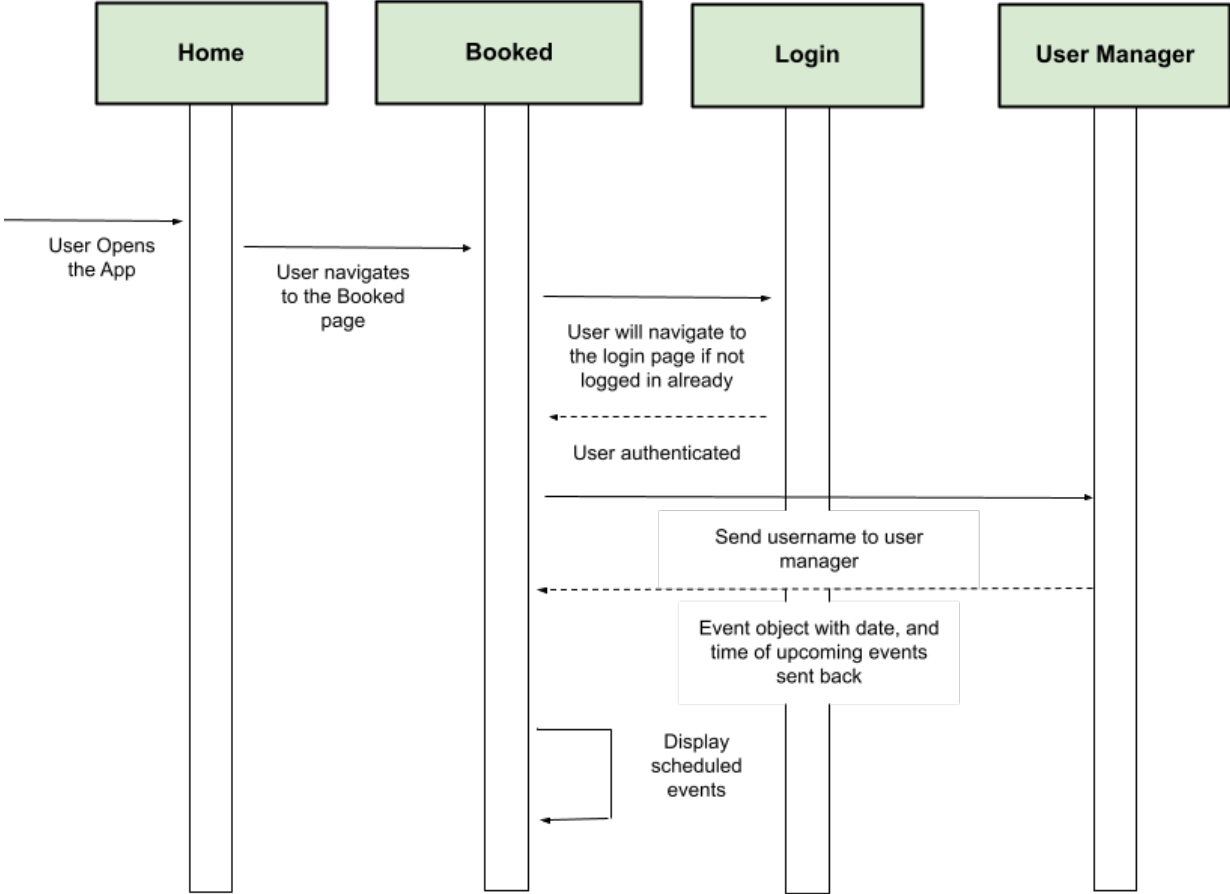 Home
Booked
Login
User Manager
User Opens
the App
User navigates
to the Booked
page
User will navigate to
the login page if not
logged in already
User authenticated
Send username to user
manager
Event object with date, and
time of upcoming events
sent back
Display
scheduled
events